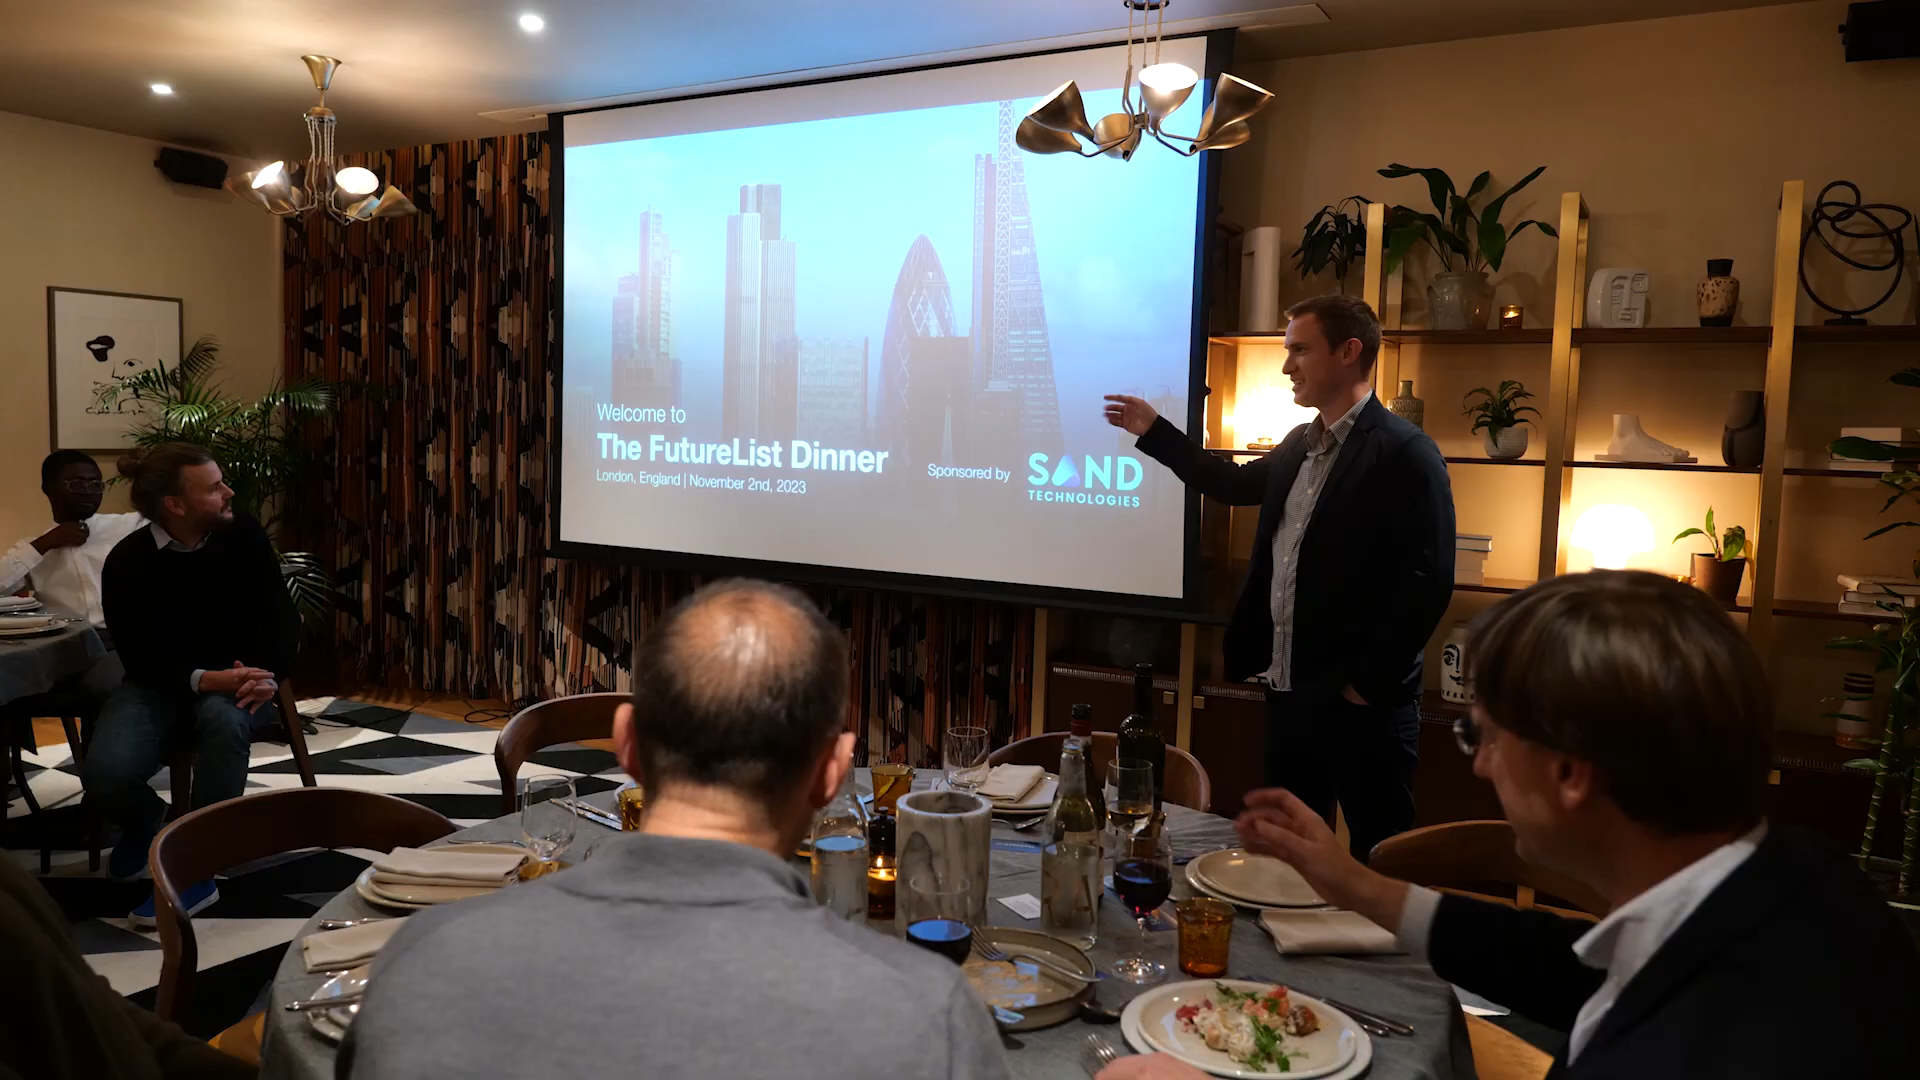 Welcome to
The FutureList Dinner
London, England | November 2nd, 2023
Sponsored by
SAND
TECHNOLOGIES